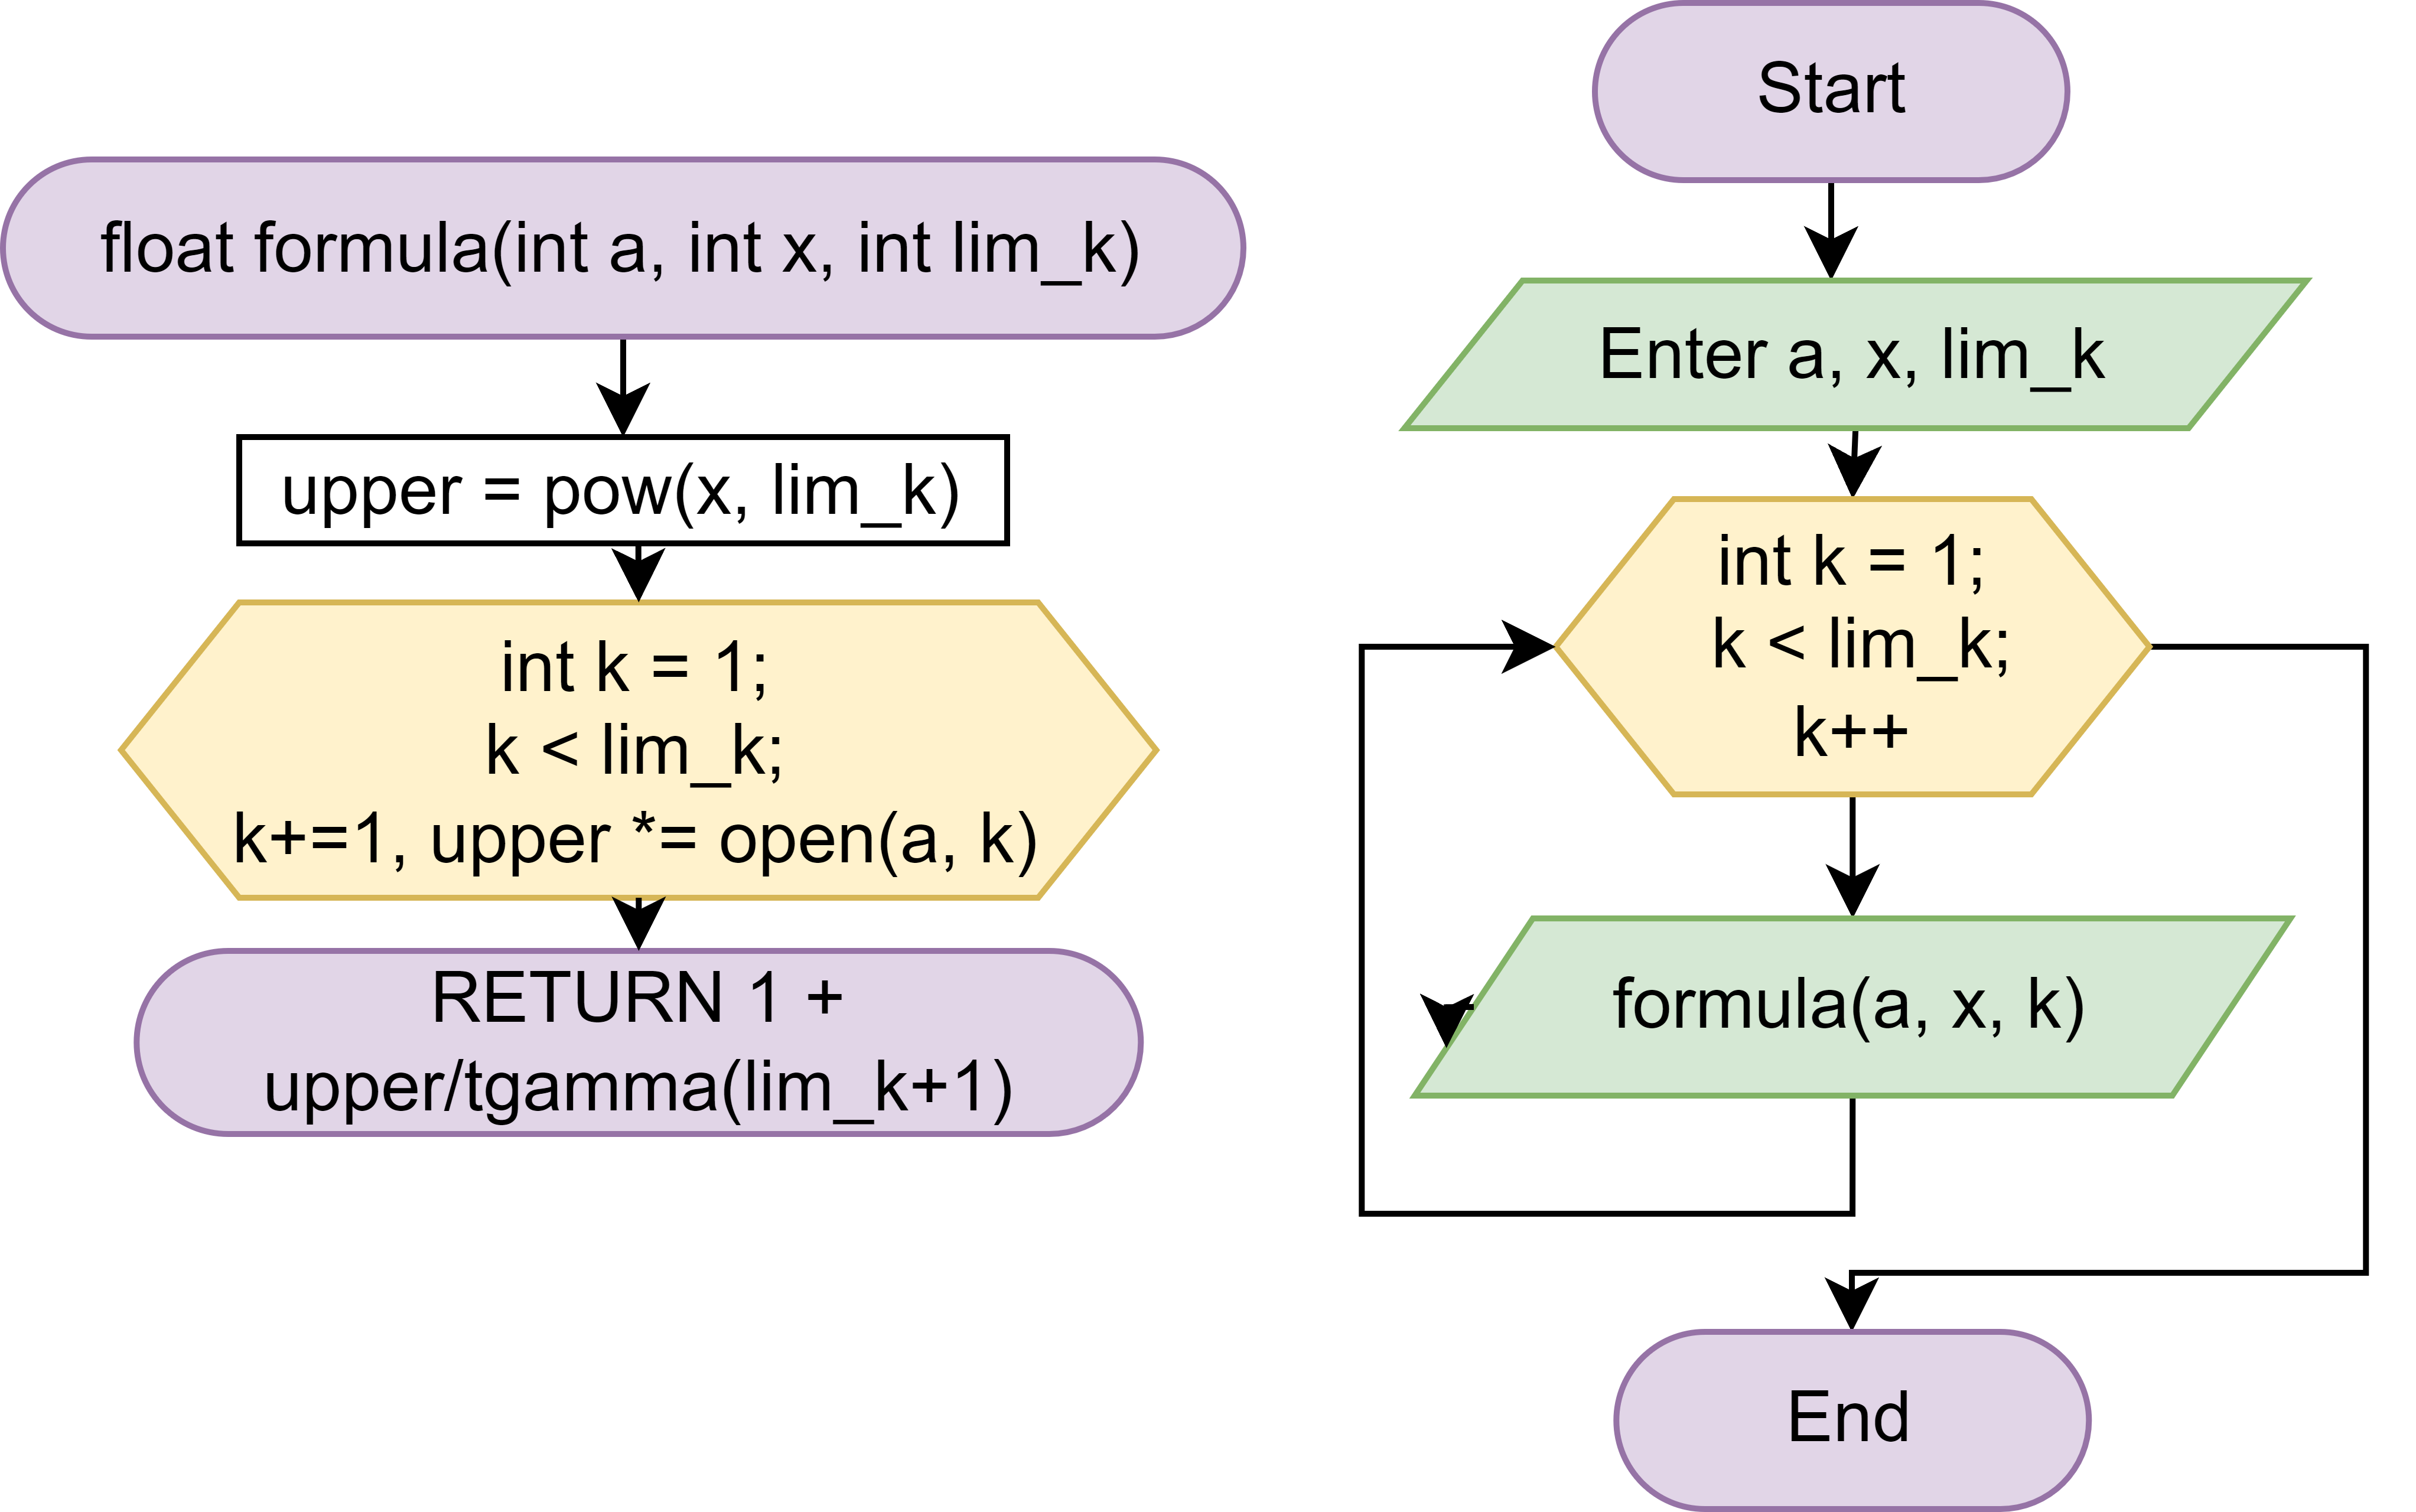 float formula(int a, int x, int lim_k)
upper = pow(x, lim_k)
int k = 1;
k < lim_k;
k+=1, upper *= open(a, k)
RETURN 1 +
upper/tgamma(lim_k+1)
Start
Enter a, x, lim_k
int k = 1;
k < lim_k;
k++
formula(a, x, k)
End